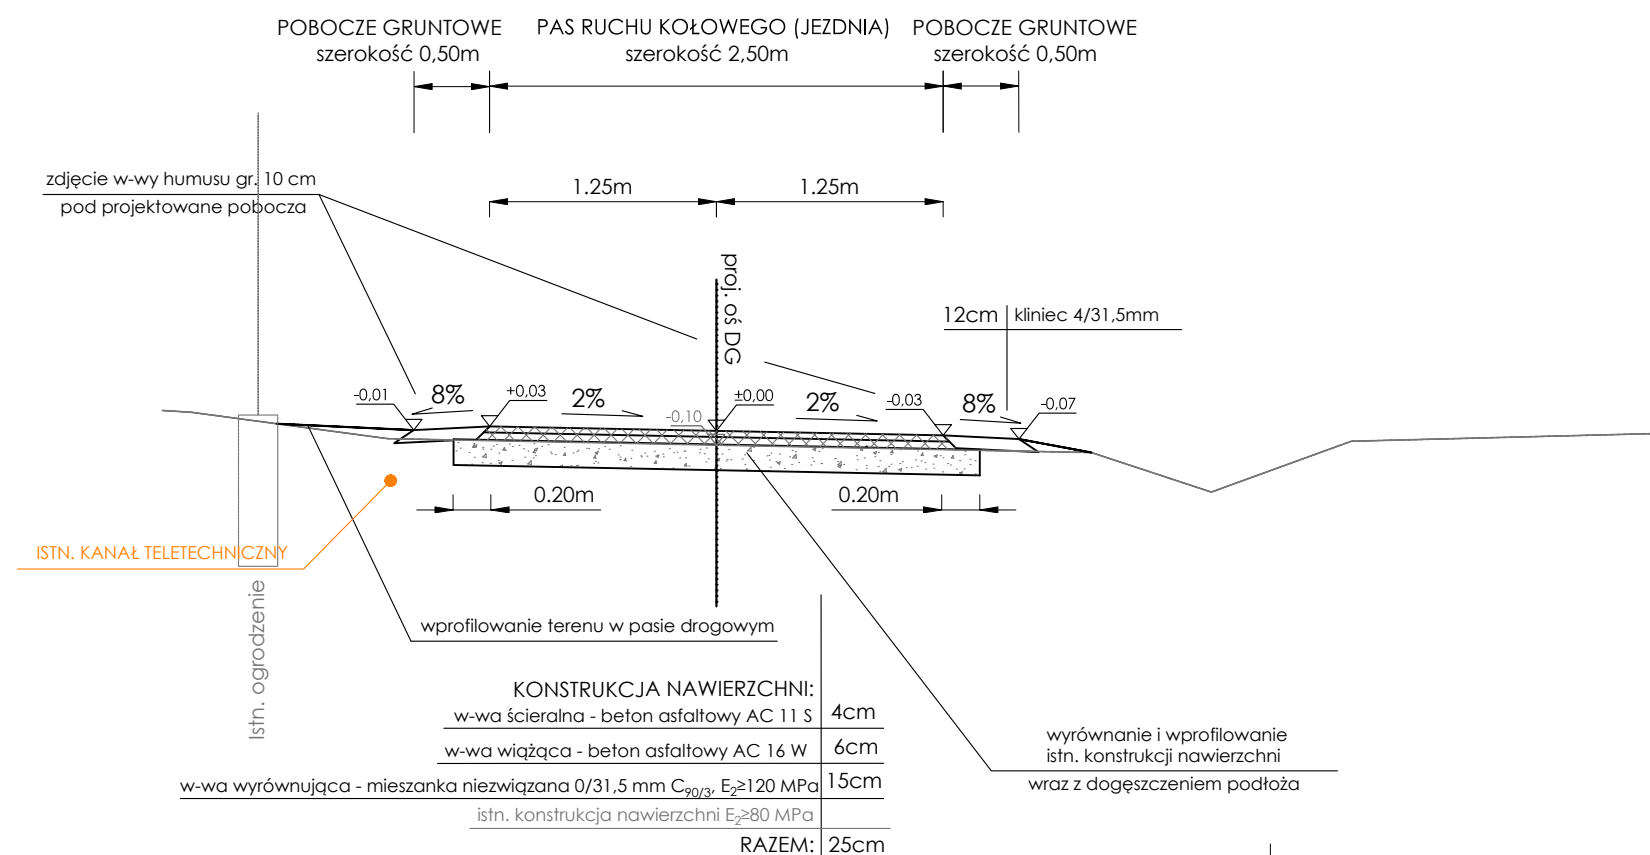 POBOCZE GRUNTOWE
szerokość 0,50m
PAS RUCHU KOŁOWEGO (JEZDNIA)
szerokość 2,50m
POBOCZE GRUNTOWE
szerokość 0,50m
zdjęcie w-wy humusu gr. 10 cm
pod projektowane pobocza
1.25m
1.25m
proj. oś DG
12cm
kliniec 4/31,5mm
-0,01
8%
+0,03
2%
-0,10
±0,00
2%
-0,03
8%
-0,07
0.20m
0.20m
ISTN. KANAŁ TELETECHNICZNY
Istn. ogrodzenie
wprofilowanie terenu w pasie drogowym
KONSTRUKCJA NAWIERZCHNI:
w-wa ścieralna - beton asfaltowy AC 11 S 4cm
w-wa wiążąca - beton asfaltowy AC 16 W 6cm
w-wa wyrównująca - mieszanka niezwiązana 0/31,5 mm C90/3, E2≥120 MPa 15cm
istn. konstrukcja nawierzchni E2≥80 MPa
RAZEM: 25cm
wyrównanie i wprofilowanie
istn. konstrukcji nawierzchni
wraz z dogęszczeniem podłoża